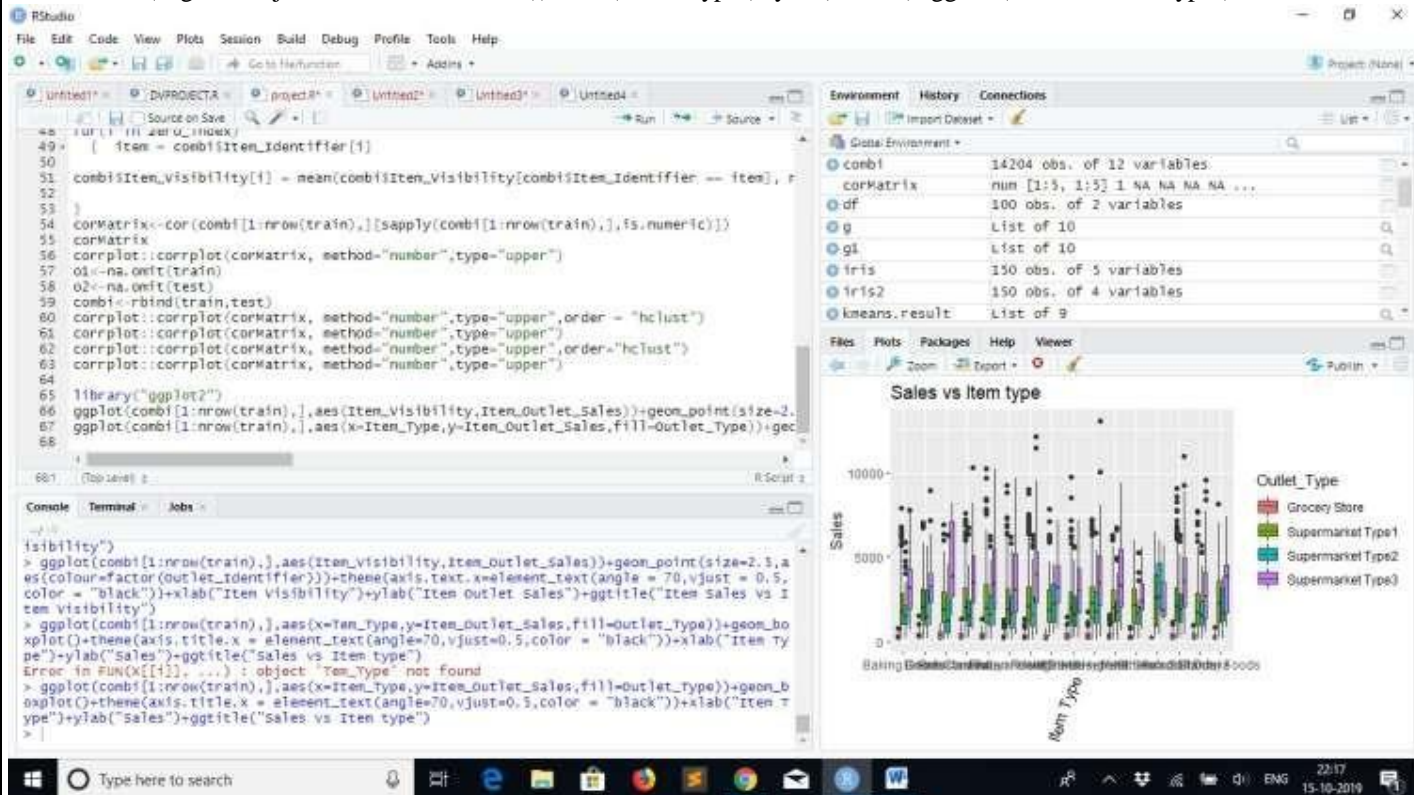 RStudio
File Edit Code View Plots Session Build Debug Profile Tools Help
Go to file/function Addins
Project: (None)
Untitled1* DVPROJECT.R project.R* Untitled2* Untitled3* Untitled4
Source on Save Run Source
48 for(i in zero_index)
49 { item = combi$Item_Identifier[i]
50
51 combi$Item_Visibility[i] = mean(combi$Item_Visibility[combi$Item_Identifier == item], r
52
53 }
54 corMatrix<-cor(combi[1:nrow(train),][sapply(combi[1:nrow(train),],is.numeric)])
55 corMatrix
56 corrplot::corrplot(corMatrix, method="number",type="upper")
57 o1<-na.omit(train)
58 o2<-na.omit(test)
59 combi<-rbind(train,test)
60 corrplot::corrplot(corMatrix, method="number",type="upper",order = "hclust")
61 corrplot::corrplot(corMatrix, method="number",type="upper")
62 corrplot::corrplot(corMatrix, method="number",type="upper",order="hclust")
63 corrplot::corrplot(corMatrix, method="number",type="upper")
64
65 library("ggplot2")
66 ggplot(combi[1:nrow(train),],aes(Item_Visibility,Item_Outlet_Sales))+geom_point(size=2.
67 ggplot(combi[1:nrow(train),],aes(x=Item_Type,y=Item_Outlet_Sales,fill=Outlet_Type))+geo
68
68:1 (Top Level) R Script
Console Terminal Jobs
isibility")
> ggplot(combi[1:nrow(train),],aes(Item_Visibility,Item_Outlet_Sales))+geom_point(size=2.5,a
es(colour=factor(Outlet_Identifier)))+theme(axis.text.x=element_text(angle = 70,vjust = 0.5,
color = "black"))+xlab("Item Visibility")+ylab("Item Outlet Sales")+ggtitle("Item Sales vs I
tem Visibility")
> ggplot(combi[1:nrow(train),],aes(x=Tem_Type,y=Item_Outlet_Sales,fill=Outlet_Type))+geom_bo
xplot()+theme(axis.title.x = element_text(angle=70,vjust=0.5,color = "black"))+xlab("Item Ty
pe")+ylab("Sales")+ggtitle("Sales vs Item type")
Error in FUN(X[[i]], ...) : object 'Tem_Type' not found
> ggplot(combi[1:nrow(train),],aes(x=Item_Type,y=Item_Outlet_Sales,fill=Outlet_Type))+geom_b
oxplot()+theme(axis.title.x = element_text(angle=70,vjust=0.5,color = "black"))+xlab("Item T
ype")+ylab("Sales")+ggtitle("Sales vs Item type")
>
Environment History Connections
Import Dataset List
Global Environment
combi 14204 obs. of 12 variables
corMatrix num [1:5, 1:5] 1 NA NA NA NA ...
df 100 obs. of 2 variables
g List of 10
g1 List of 10
iris 150 obs. of 5 variables
iris2 150 obs. of 4 variables
kmeans.result List of 9
Files Plots Packages Help Viewer
Zoom Export Publish
Sales vs Item type
10000
5000
0
Sales
Baking
Foods
Item Type
Outlet_Type
Grocery Store
Supermarket Type1
Supermarket Type2
Supermarket Type3
Type here to search
ENG
22:17
15-10-2019